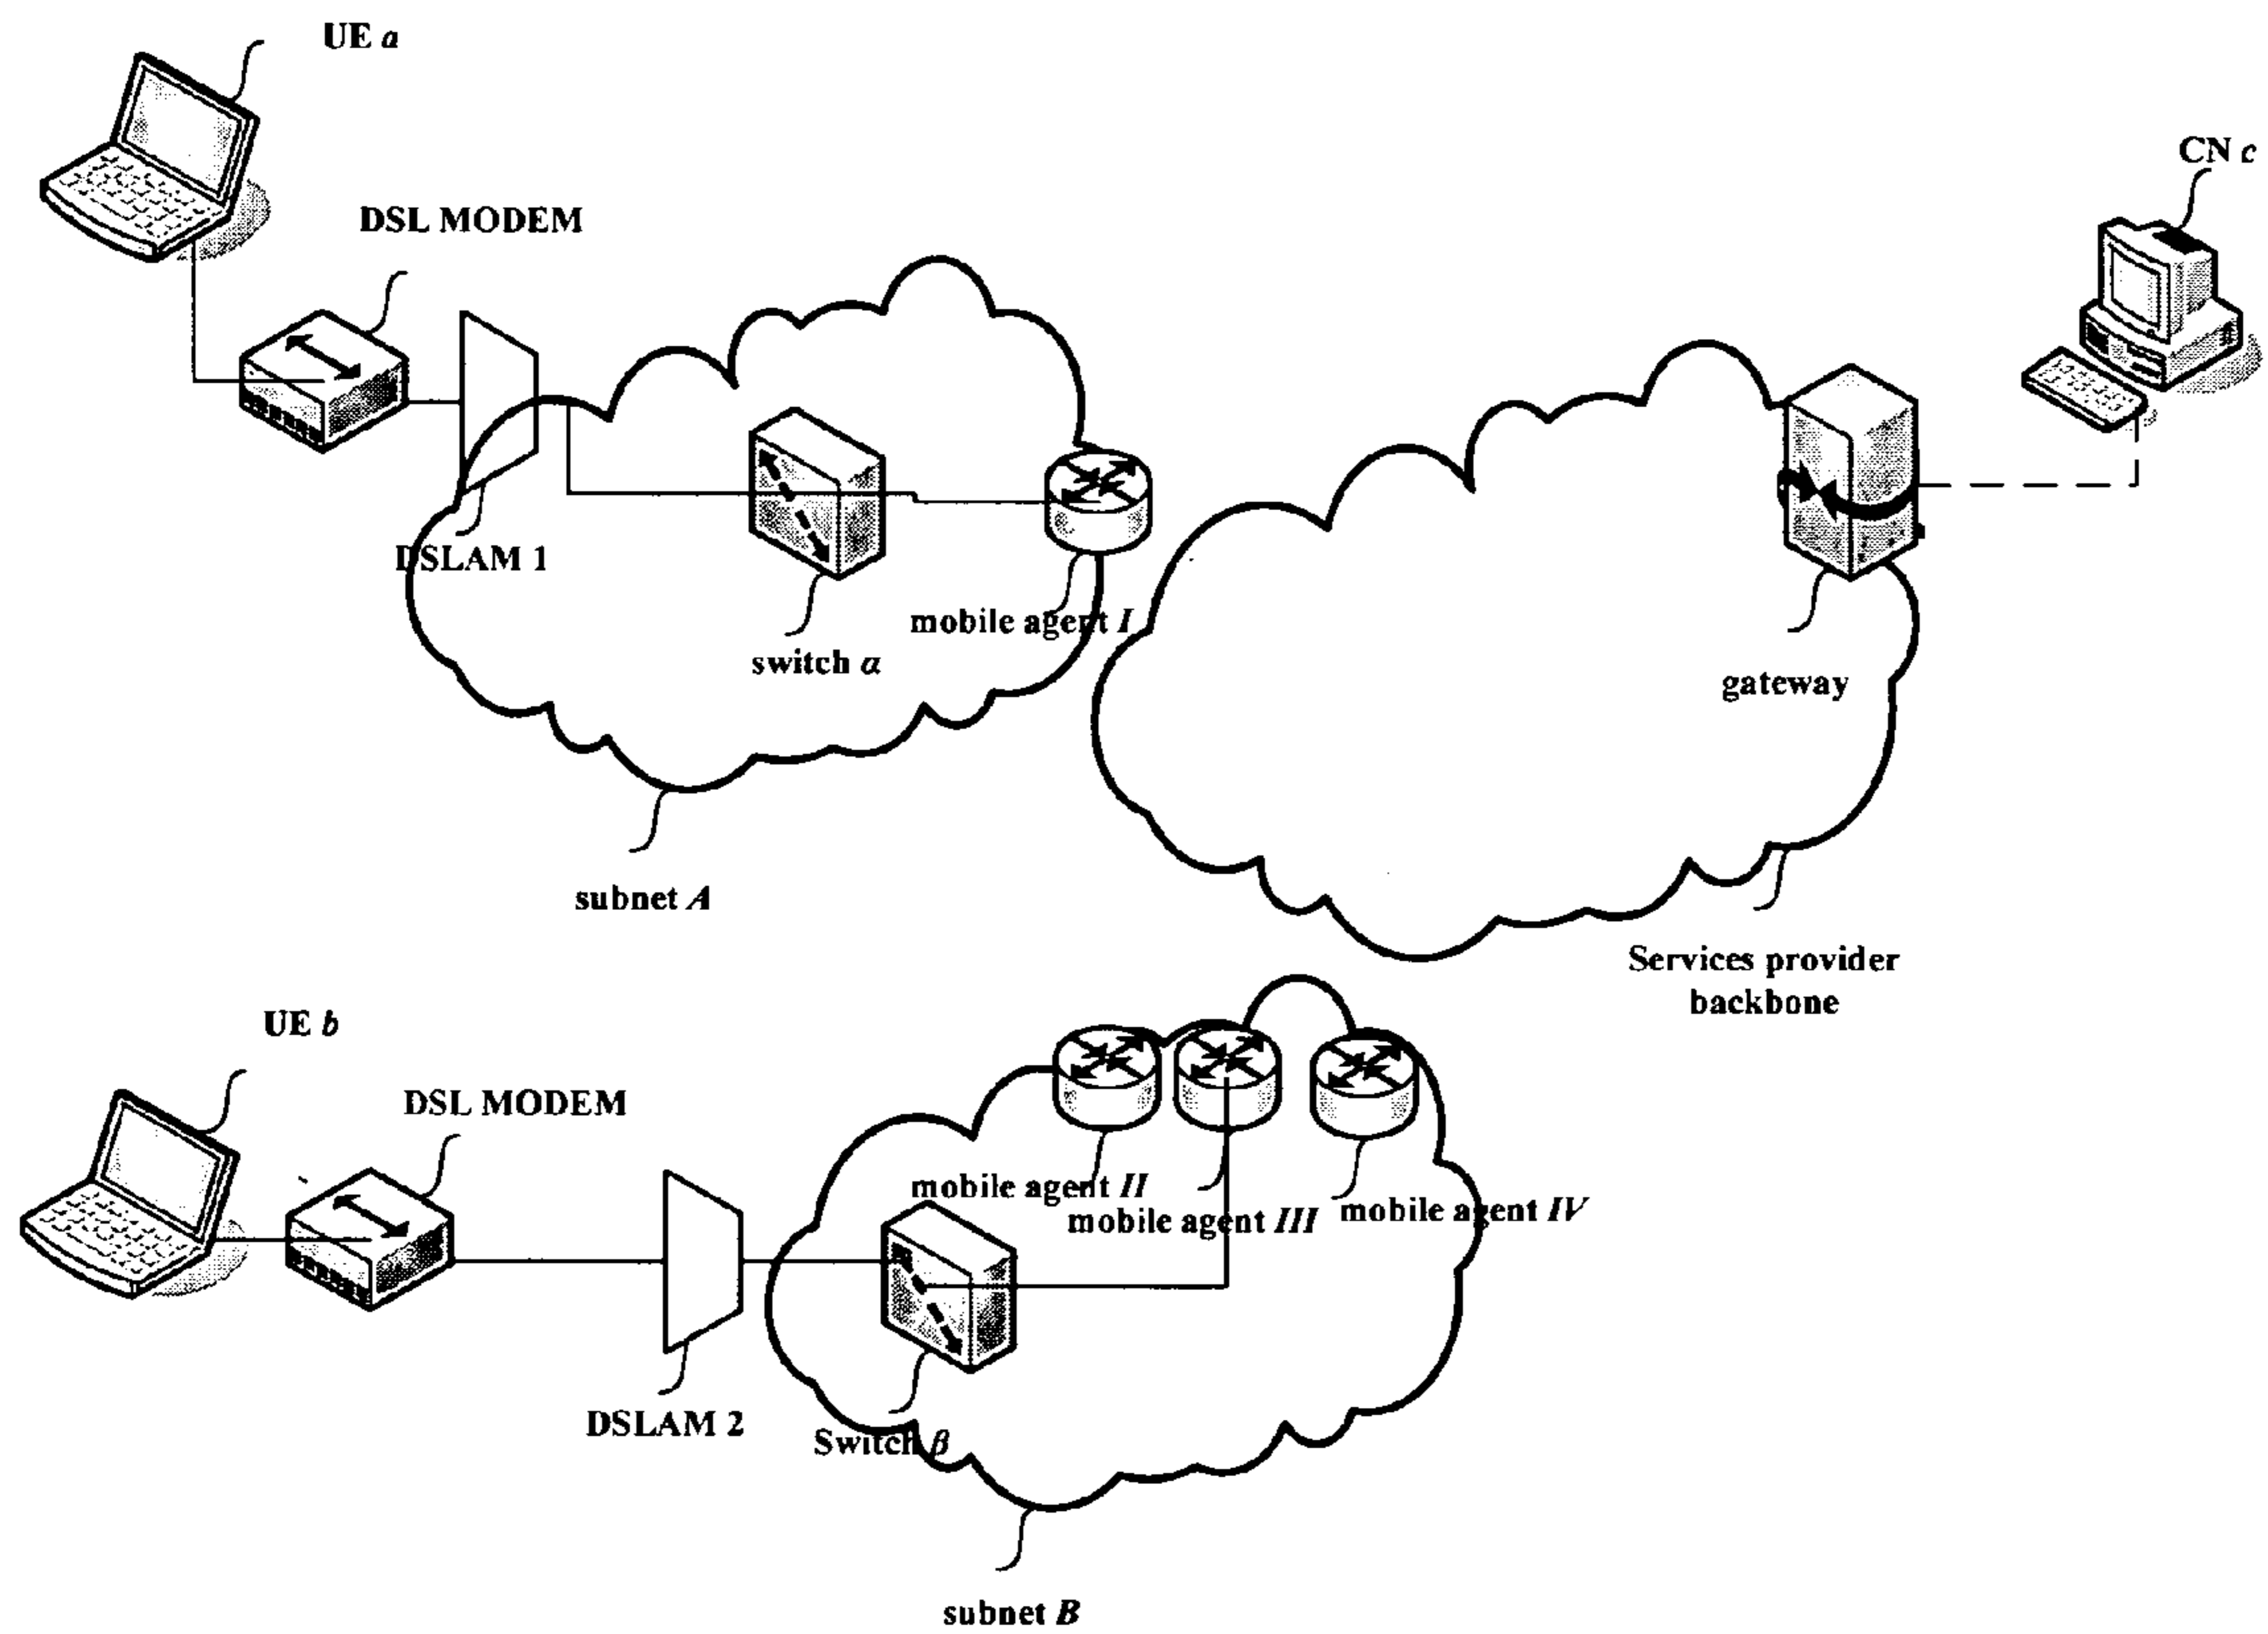 UE a
CN c
DSL MODEM
DSLAM 1
mobile agent I
switch α
gateway
subnet A
Services provider
backbone
UE b
DSL MODEM
mobile agent II
mobile agent III
mobile agent IV
DSLAM 2
Switch β
subnet B